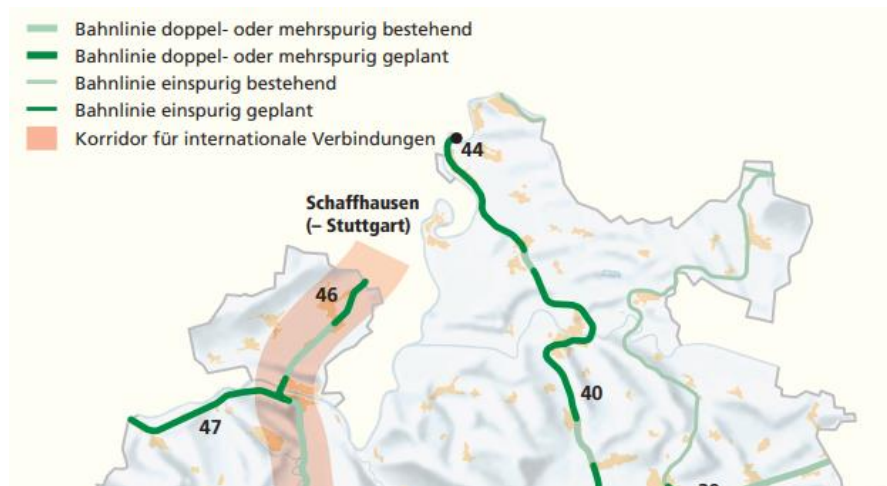 Bahnlinie doppel- oder mehrspurig bestehend
Bahnlinie doppel- oder mehrspurig geplant
Bahnlinie einspurig bestehend
Bahnlinie einspurig geplant
Korridor für internationale Verbindungen
44
Schaffhausen
(– Stuttgart)
46
40
47